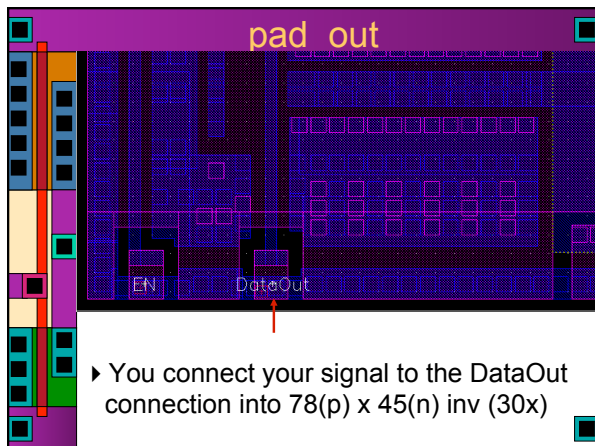 pad_out
EN
DataOut
‣ You connect your signal to the DataOut
connection into 78(p) x 45(n) inv (30x)